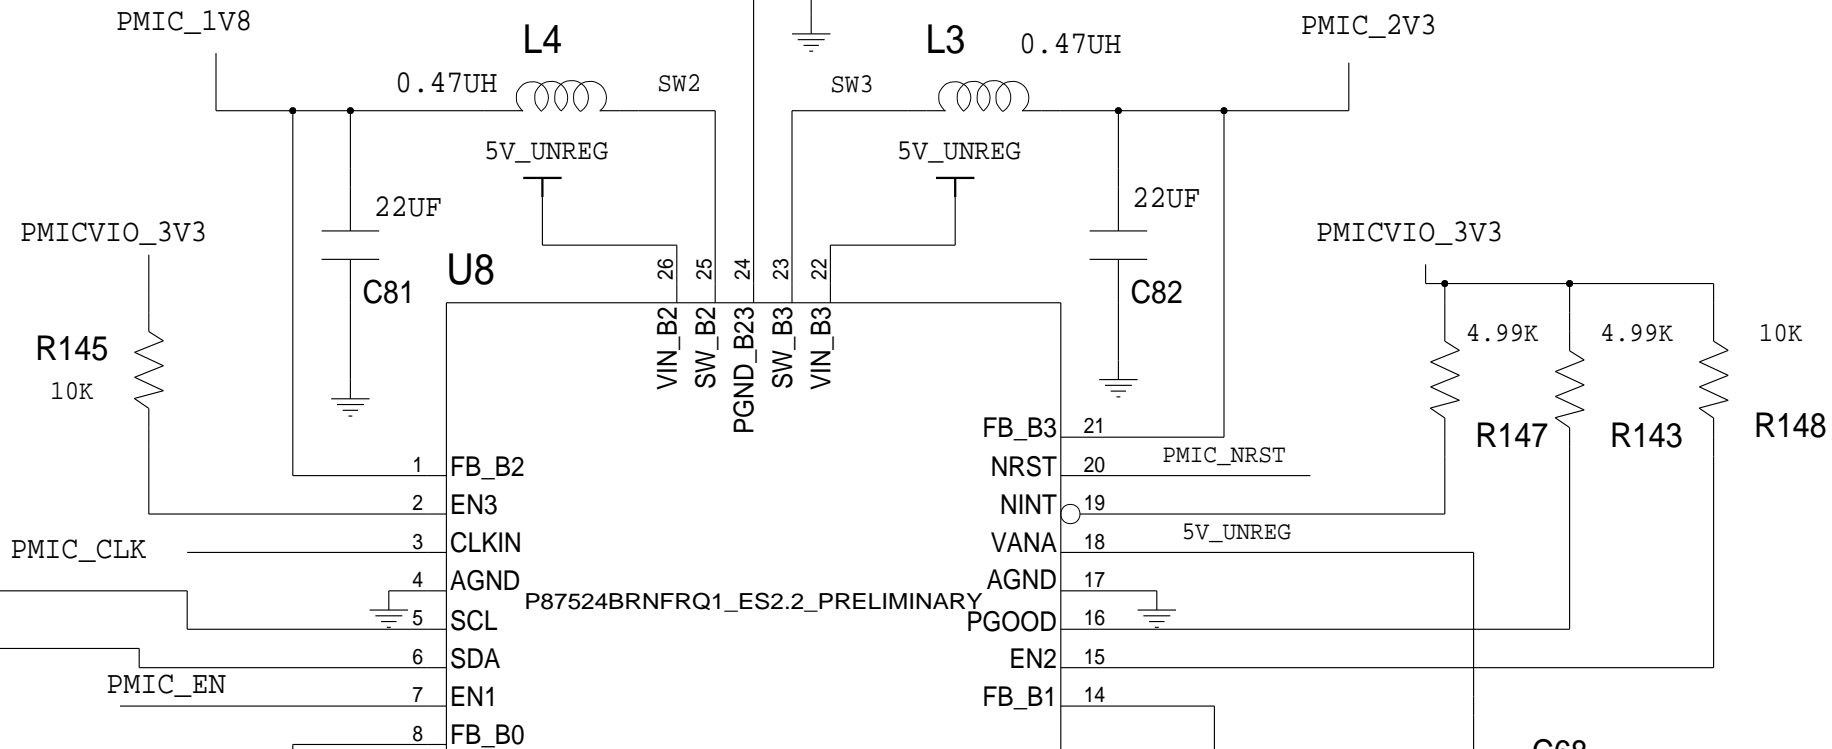 PMIC_1V8
L4
L3
0.47UH
PMIC_2V3
0.47UH
SW2
SW3
5V_UNREG
5V_UNREG
22UF
22UF
PMICVIO_3V3
PMICVIO_3V3
U8
26
25
24
23
22
C81
C82
VIN_B2
SW_B2
PGND_B23
SW_B3
VIN_B3
R145
10K
4.99K
4.99K
10K
R147
R143
R148
FB_B3 21
1 FB_B2
NRST 20
PMIC_NRST
2 EN3
NINT 19
PMIC_CLK
3 CLKIN
VANA 18
5V_UNREG
4 AGND
AGND 17
P87524BRNFRQ1_ES2.2_PRELIMINARY
5 SCL
PGOOD 16
6 SDA
EN2 15
PMIC_EN
7 EN1
FB_B1 14
8 FB_B0